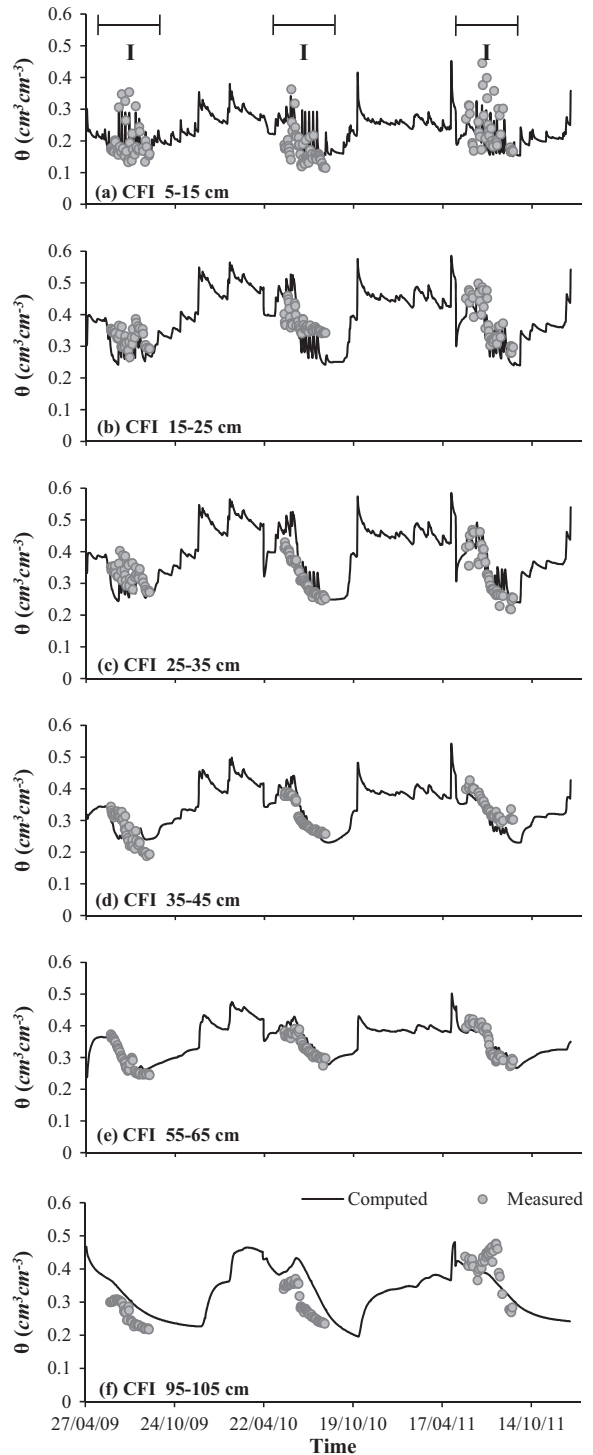 I I I
0.6
0.5
0.4
0.3
0.2
0.1
0
θ (cm³cm⁻³)
(a) CFI 5-15 cm
0.6
0.5
0.4
0.3
0.2
0.1
0
θ (cm³cm⁻³)
(b) CFI 15-25 cm
0.6
0.5
0.4
0.3
0.2
0.1
0
θ (cm³cm⁻³)
(c) CFI 25-35 cm
0.6
0.5
0.4
0.3
0.2
0.1
0
θ (cm³cm⁻³)
(d) CFI 35-45 cm
0.6
0.5
0.4
0.3
0.2
0.1
0
θ (cm³cm⁻³)
(e) CFI 55-65 cm
Computed Measured
0.6
0.5
0.4
0.3
0.2
0.1
0
θ (cm³cm⁻³)
(f) CFI 95-105 cm
27/04/09 24/10/09 22/04/10 19/10/10 17/04/11 14/10/11
Time